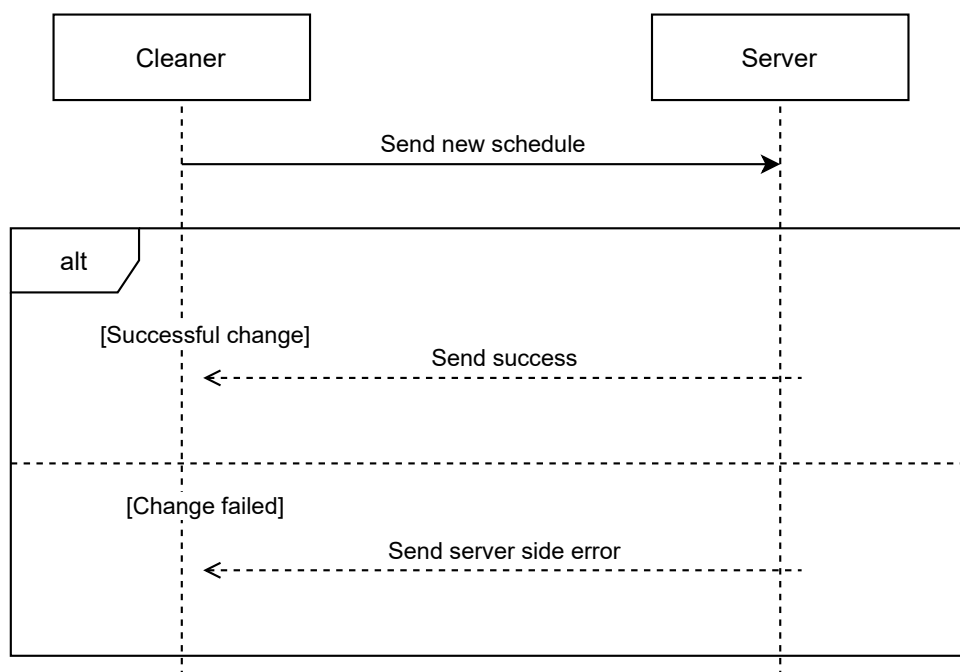 Cleaner
Server
Send new schedule
alt
[Successful change]
Send success
[Change failed]
Send server side error